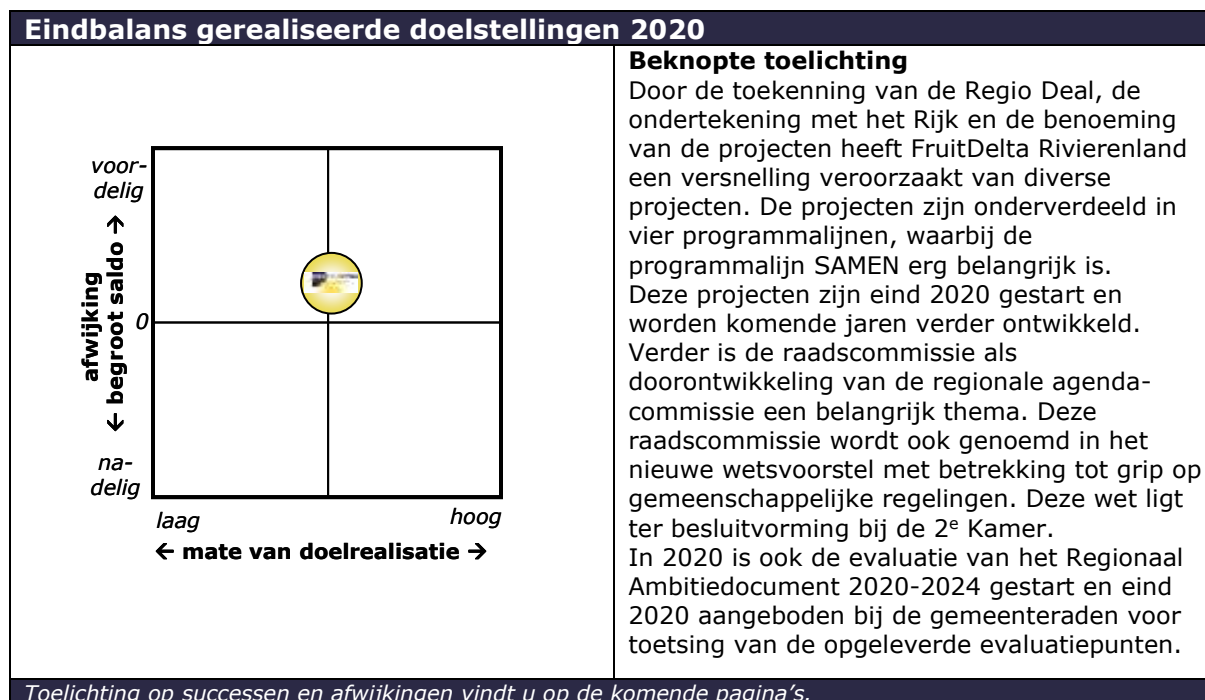 Eindbalans gerealiseerde doelstellingen 2020
voor-
delig
afwijking
← begroot saldo →
0
na-
delig
laag
hoog
← mate van doelrealisatie →
Beknopte toelichting
Door de toekenning van de Regio Deal, de
ondertekening met het Rijk en de benoeming
van de projecten heeft FruitDelta Rivierenland
een versnelling veroorzaakt van diverse
projecten. De projecten zijn onderverdeeld in
vier programmalijnen, waarbij de
programmalijn SAMEN erg belangrijk is.
Deze projecten zijn eind 2020 gestart en
worden komende jaren verder ontwikkeld.
Verder is de raadscommissie als
doorontwikkeling van de regionale agenda-
commissie een belangrijk thema. Deze
raadscommissie wordt ook genoemd in het
nieuwe wetsvoorstel met betrekking tot grip op
gemeenschappelijke regelingen. Deze wet ligt
ter besluitvorming bij de 2e Kamer.
In 2020 is ook de evaluatie van het Regionaal
Ambitiedocument 2020-2024 gestart en eind
2020 aangeboden bij de gemeenteraden voor
toetsing van de opgeleverde evaluatiepunten.
Toelichting op successen en afwijkingen vindt u op de komende pagina's.